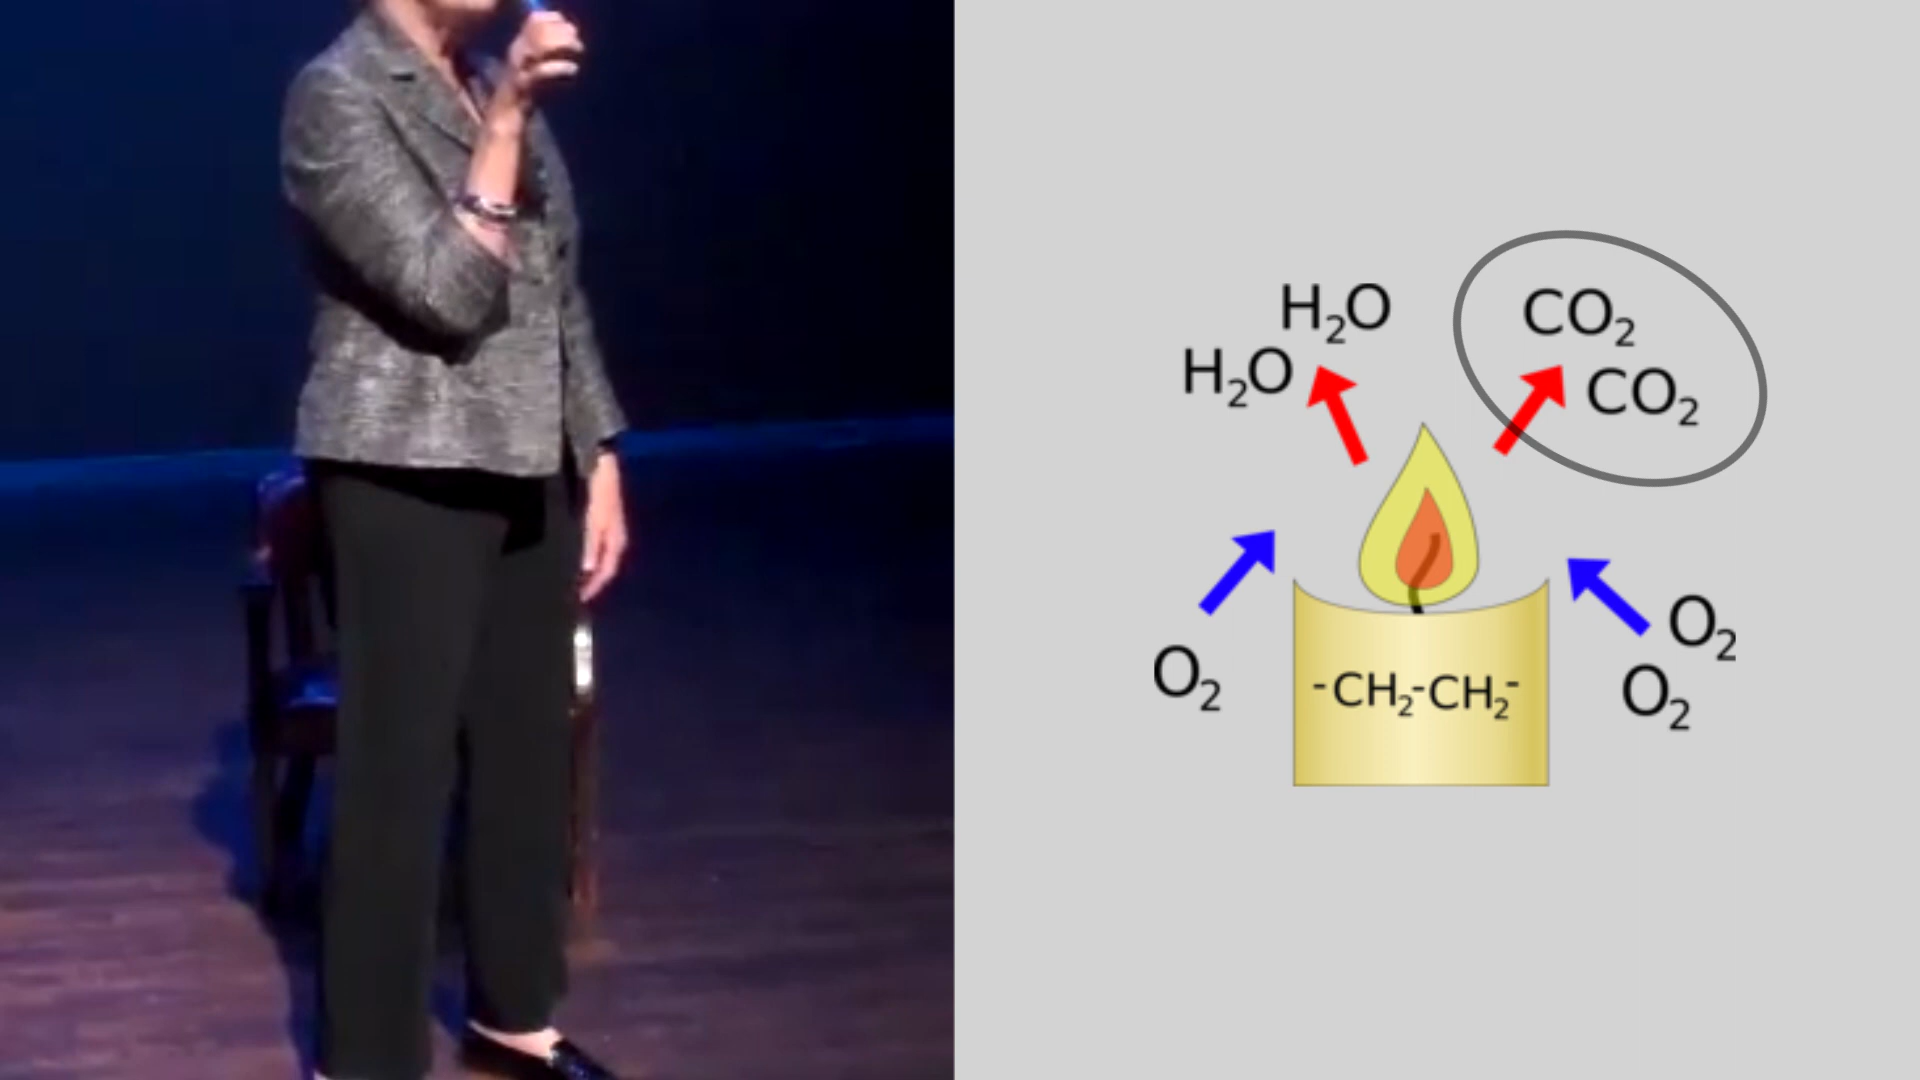 H₂O
H₂O
CO₂
CO₂
O₂
O₂
O₂
-CH₂-CH₂-